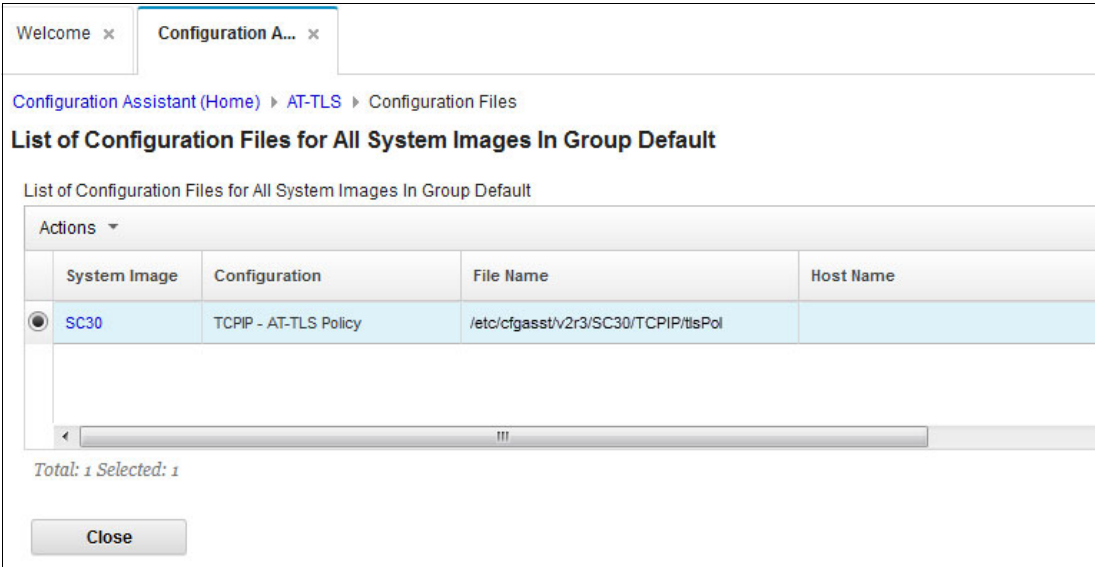 Welcome × Configuration A... ×
Configuration Assistant (Home) ▸ AT-TLS ▸ Configuration Files
List of Configuration Files for All System Images In Group Default
List of Configuration Files for All System Images In Group Default
Actions
System Image Configuration File Name Host Name
SC30 TCPIP - AT-TLS Policy /etc/cfgasst/v2r3/SC30/TCPIP/tlsPol
Total: 1 Selected: 1
Close